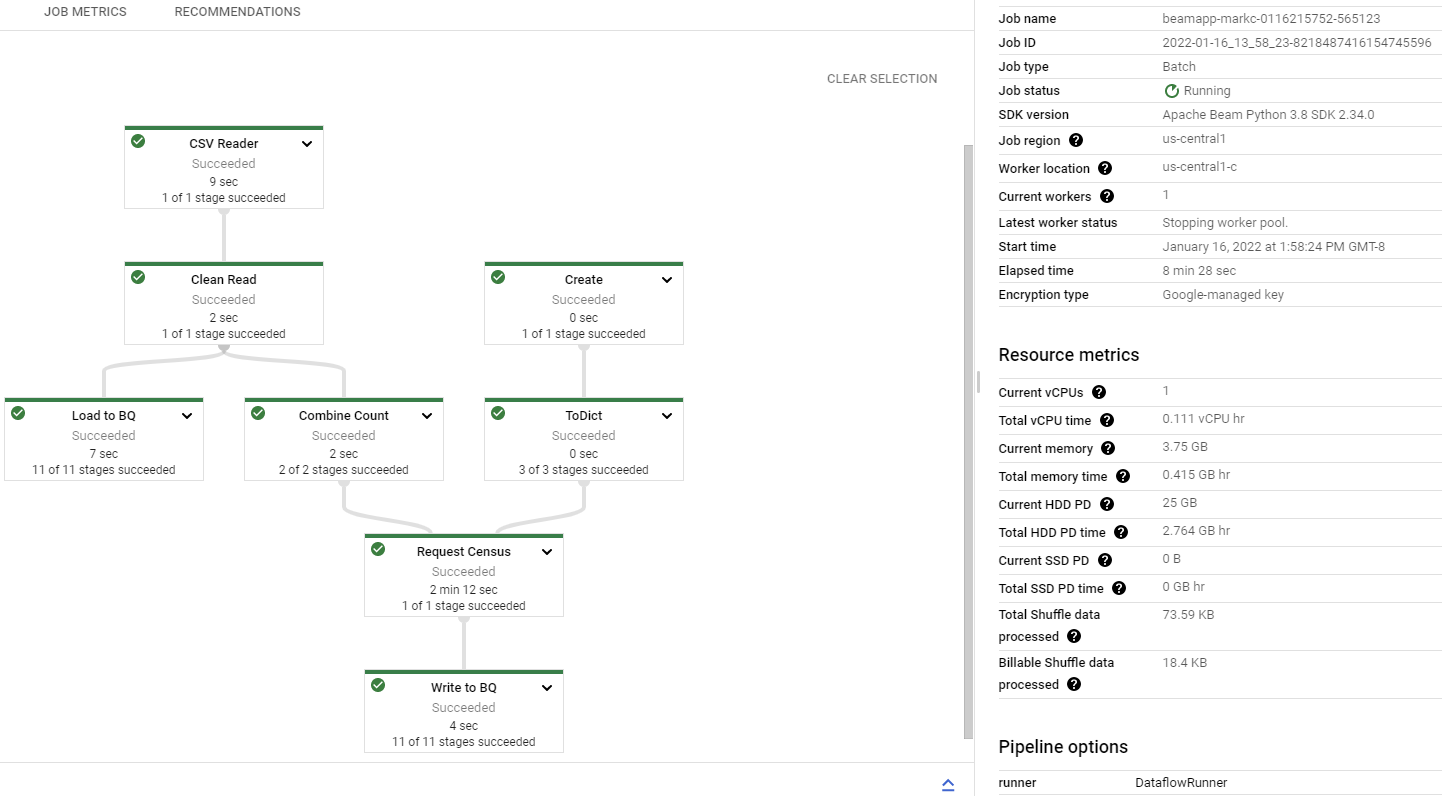 JOB METRICS RECOMMENDATIONS
CLEAR SELECTION
CSV Reader
Succeeded
9 sec
1 of 1 stage succeeded
Clean Read
Succeeded
2 sec
1 of 1 stage succeeded
Create
Succeeded
0 sec
1 of 1 stage succeeded
Load to BQ
Succeeded
7 sec
11 of 11 stages succeeded
Combine Count
Succeeded
2 sec
2 of 2 stages succeeded
ToDict
Succeeded
0 sec
3 of 3 stages succeeded
Request Census
Succeeded
2 min 12 sec
1 of 1 stage succeeded
Write to BQ
Succeeded
4 sec
11 of 11 stages succeeded
Job name beamapp-markc-0116215752-565123
Job ID 2022-01-16_13_58_23-8218487416154745596
Job type Batch
Job status Running
SDK version Apache Beam Python 3.8 SDK 2.34.0
Job region ? us-central1
Worker location ? us-central1-c
Current workers ? 1
Latest worker status Stopping worker pool.
Start time January 16, 2022 at 1:58:24 PM GMT-8
Elapsed time 8 min 28 sec
Encryption type Google-managed key
Resource metrics
Current vCPUs ? 1
Total vCPU time ? 0.111 vCPU hr
Current memory ? 3.75 GB
Total memory time ? 0.415 GB hr
Current HDD PD ? 25 GB
Total HDD PD time ? 2.764 GB hr
Current SSD PD ? 0 B
Total SSD PD time ? 0 GB hr
Total Shuffle data 73.59 KB
processed ?
Billable Shuffle data 18.4 KB
processed ?
Pipeline options
runner DataflowRunner